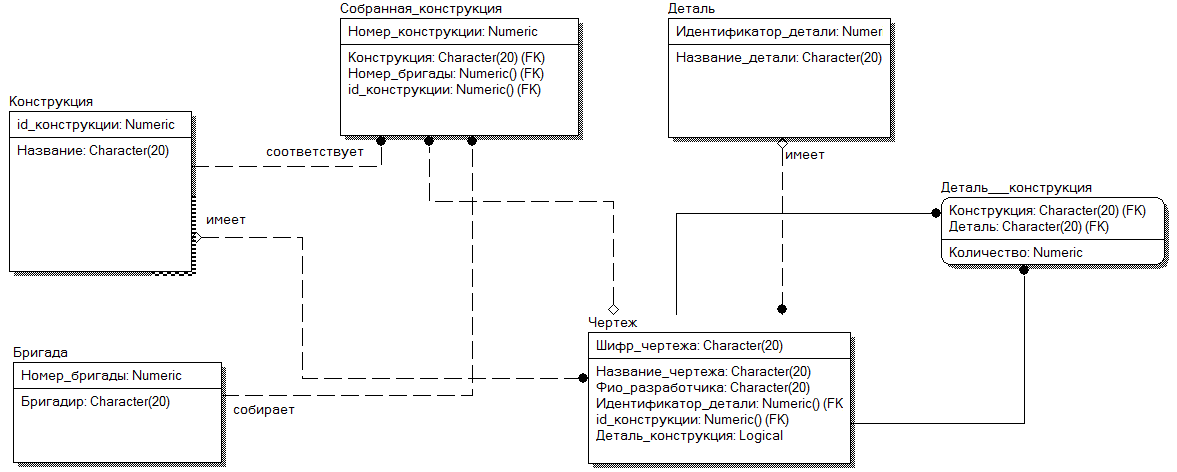 Собранная_конструкция
Номер_конструкции: Numeric
Конструкция: Character(20) (FK)
Номер_бригады: Numeric() (FK)
id_конструкции: Numeric() (FK)
Деталь
Идентификатор_детали: Numer
Название_детали: Character(20)
Конструкция
id_конструкции: Numeric
Название: Character(20)
соответствует
имеет
имеет
Деталь___конструкция
Конструкция: Character(20) (FK)
Деталь: Character(20) (FK)
Количество: Numeric
Бригада
Номер_бригады: Numeric
Бригадир: Character(20)
собирает
Чертеж
Шифр_чертежа: Character(20)
Название_чертежа: Character(20)
Фио_разработчика: Character(20)
Идентификатор_детали: Numeric() (FK
id_конструкции: Numeric() (FK)
Деталь_конструкция: Logical